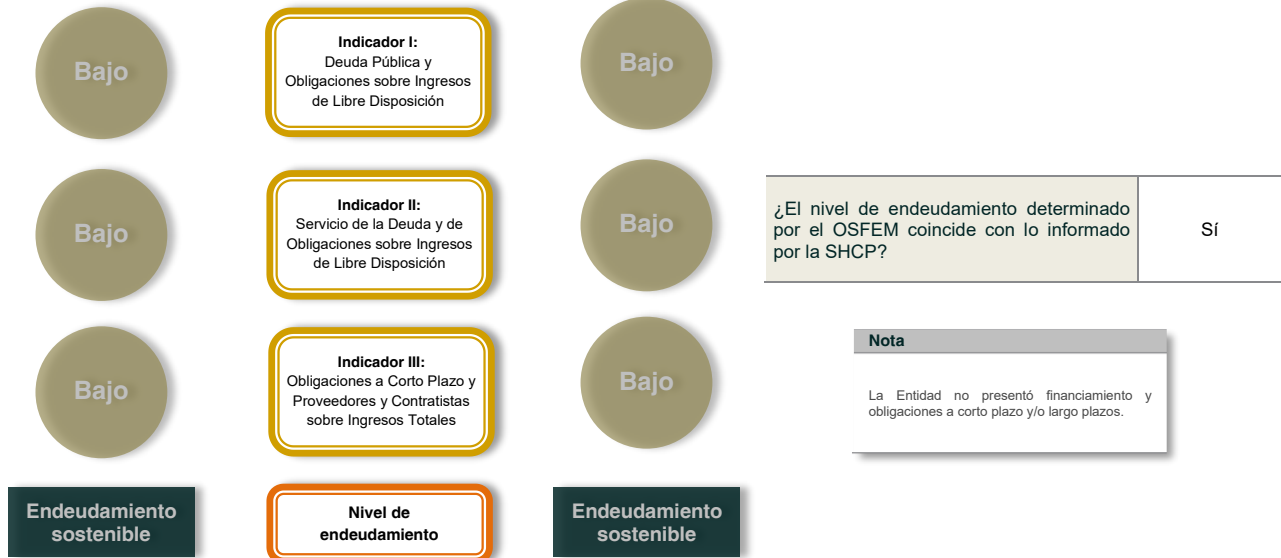 Bajo
Indicador I:
Deuda Pública y
Obligaciones sobre Ingresos
de Libre Disposición
Bajo
Bajo
Indicador II:
Servicio de la Deuda y de
Obligaciones sobre Ingresos
de Libre Disposición
Bajo
¿El nivel de endeudamiento determinado
por el OSFEM coincide con lo informado
por la SHCP?
Sí
Bajo
Indicador III:
Obligaciones a Corto Plazo y
Proveedores y Contratistas
sobre Ingresos Totales
Bajo
Nota
La Entidad no presentó financiamiento y
obligaciones a corto plazo y/o largo plazos.
Endeudamiento
sostenible
Nivel de
endeudamiento
Endeudamiento
sostenible